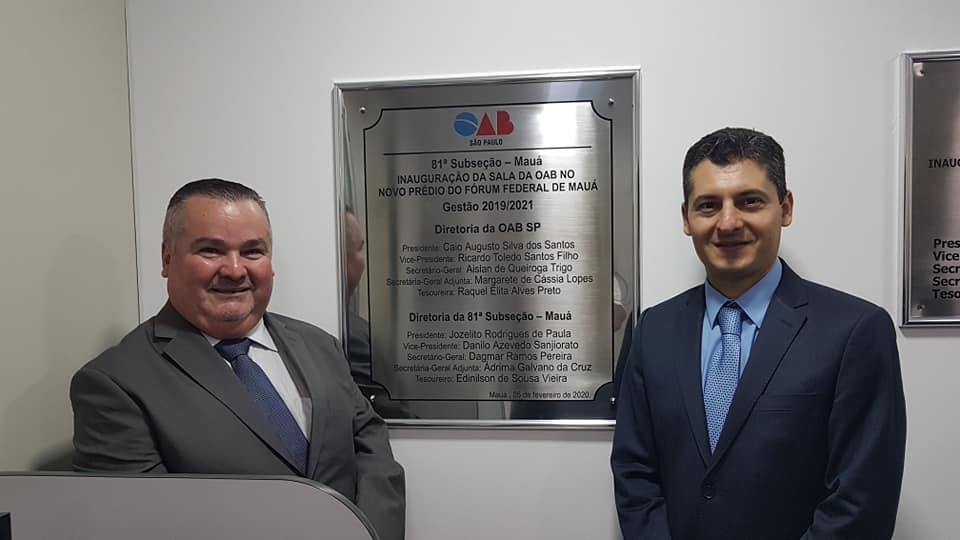 OAB
SÃO PAULO
81ª Subseção – Mauá
INAUGURAÇÃO DA SALA DA OAB NO
NOVO PRÉDIO DO FÓRUM FEDERAL DE MAUÁ
Gestão 2019/2021
Diretoria da OAB SP
Presidente: Caio Augusto Silva dos Santos
Vice-Presidente: Ricardo Toledo Santos Filho
Secretário-Geral: Aislan de Queiroga Trigo
Secretária-Geral Adjunta: Margarete de Cássia Lopes
Tesoureira: Raquel Elita Alves Preto
Diretoria da 81ª Subseção – Mauá
Presidente: Jozelito Rodrigues de Paula
Vice-Presidente: Danilo Azevedo Sanjiorato
Secretário-Geral: Dagmar Ramos Pereira
Secretária-Geral Adjunta: Adrima Galvano da Cruz
Tesoureiro: Edinilson de Sousa Vieira
Mauá, 05 de fevereiro de 2020
INAU
Pres
Vice
Secr
Secr
Teso